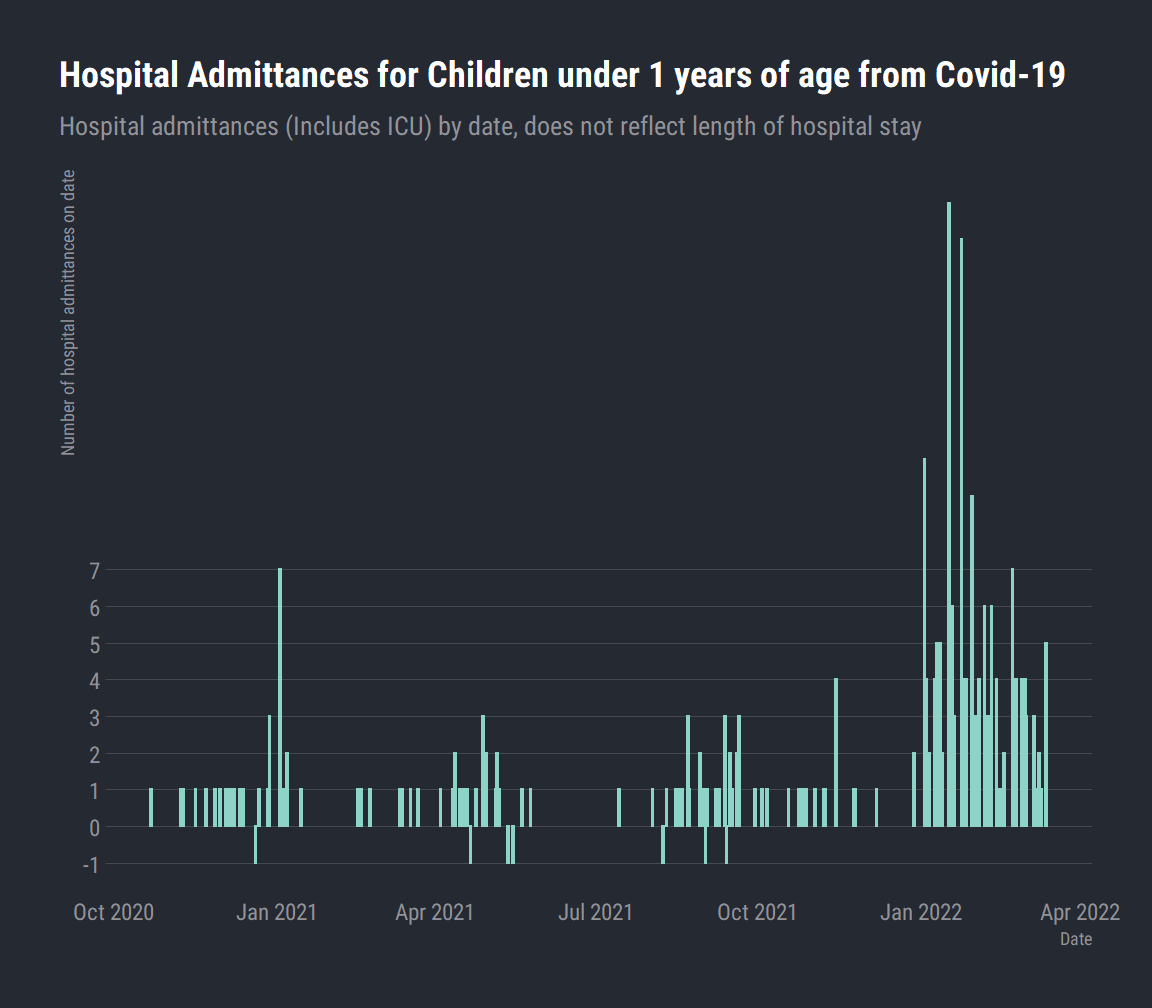 Hospital Admittances for Children under 1 years of age from Covid-19
Hospital admittances (Includes ICU) by date, does not reflect length of hospital stay
Number of hospital admittances on date
7
6
5
4
3
2
1
0
-1
Oct 2020 Jan 2021 Apr 2021 Jul 2021 Oct 2021 Jan 2022 Apr 2022
Date